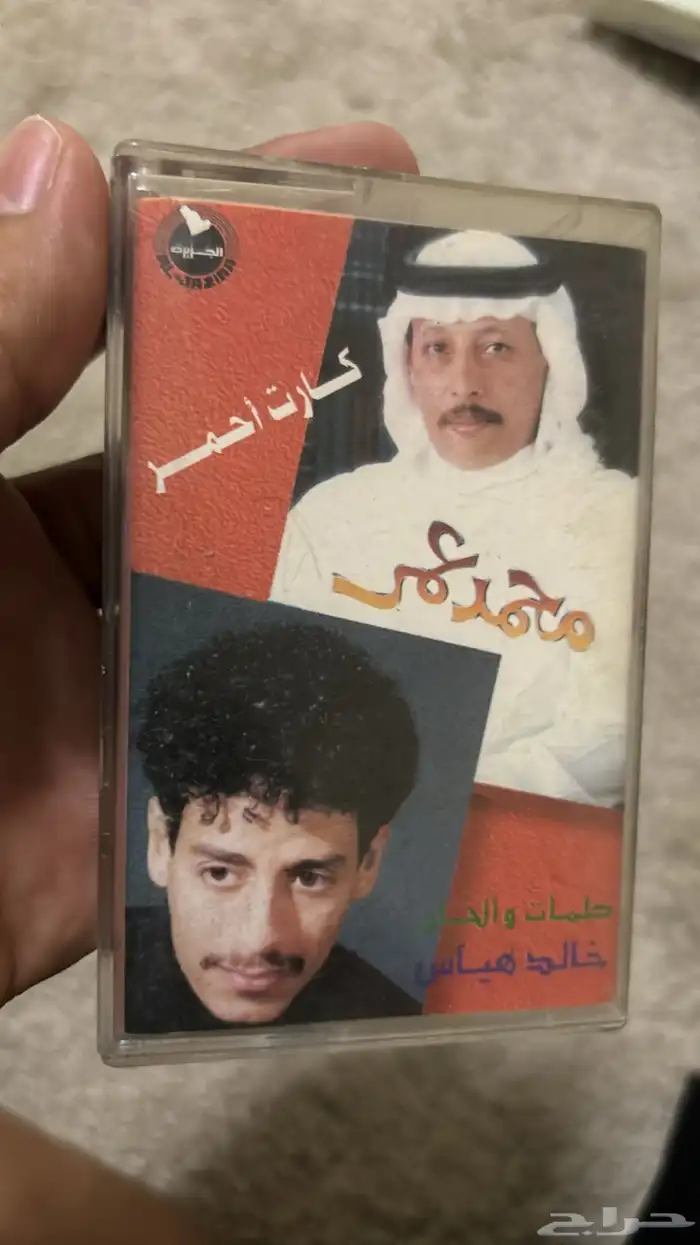 الجزيرة
AL-JAZIRA
كارت أحمر
محمد عمر
كلمات والحان
خالد هياس
حراج